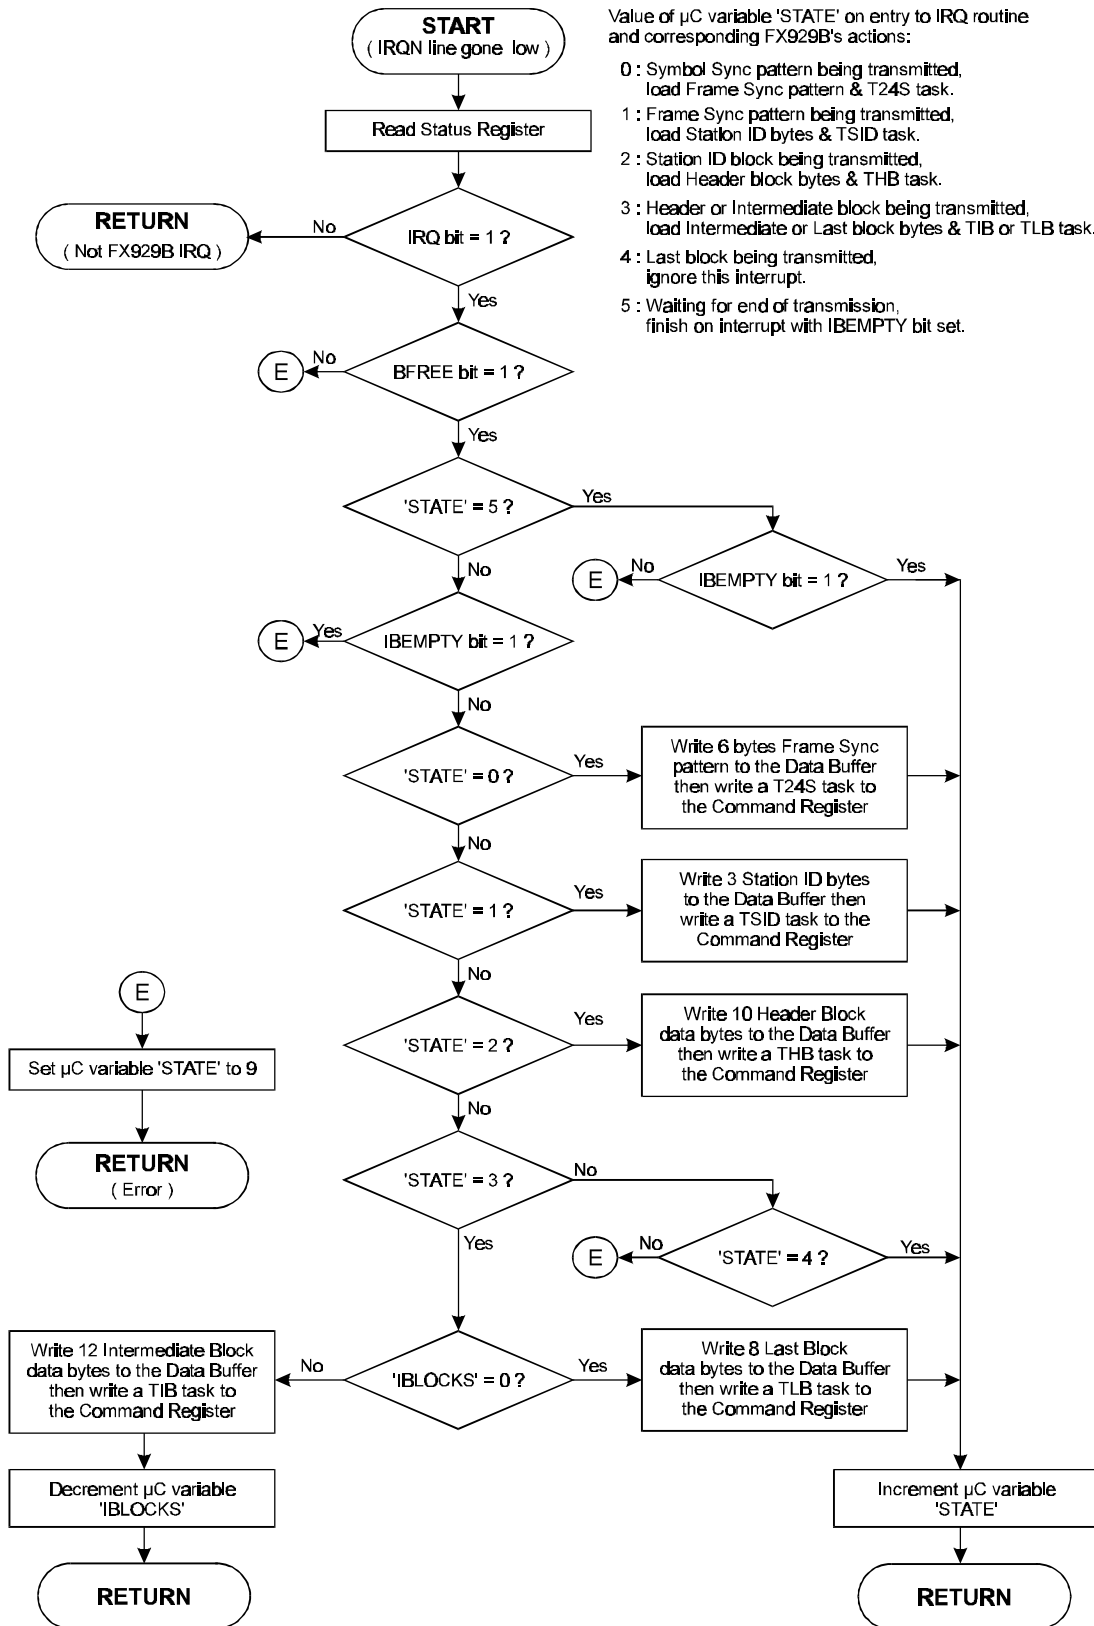 START
( IRQN line gone low )
Value of µC variable 'STATE' on entry to IRQ routine
and corresponding FX929B's actions:
0 : Symbol Sync pattern being transmitted,
load Frame Sync pattern & T24S task.
1 : Frame Sync pattern being transmitted,
load Station ID bytes & TSID task.
2 : Station ID block being transmitted,
load Header block bytes & THB task.
3 : Header or Intermediate block being transmitted,
load Intermediate or Last block bytes & TIB or TLB task.
4 : Last block being transmitted,
ignore this interrupt.
5 : Waiting for end of transmission,
finish on interrupt with IBEMPTY bit set.
Read Status Register
IRQ bit = 1 ?
No
RETURN
( Not FX929B IRQ )
Yes
BFREE bit = 1 ?
No
E
Yes
'STATE' = 5 ?
Yes
No
IBEMPTY bit = 1 ?
No
E
Yes
IBEMPTY bit = 1 ?
Yes
E
No
'STATE' = 0 ?
Yes
Write 6 bytes Frame Sync
pattern to the Data Buffer
then write a T24S task to
the Command Register
No
'STATE' = 1 ?
Yes
Write 3 Station ID bytes
to the Data Buffer then
write a TSID task to the
Command Register
No
'STATE' = 2 ?
Yes
Write 10 Header Block
data bytes to the Data Buffer
then write a THB task to
the Command Register
No
E
Set µC variable 'STATE' to 9
RETURN
( Error )
'STATE' = 3 ?
No
Yes
'STATE' = 4 ?
No
E
Yes
'IBLOCKS' = 0 ?
No
Write 12 Intermediate Block
data bytes to the Data Buffer
then write a TIB task to
the Command Register
Yes
Write 8 Last Block
data bytes to the Data Buffer
then write a TLB task to
the Command Register
Decrement µC variable
'IBLOCKS'
RETURN
Increment µC variable
'STATE'
RETURN